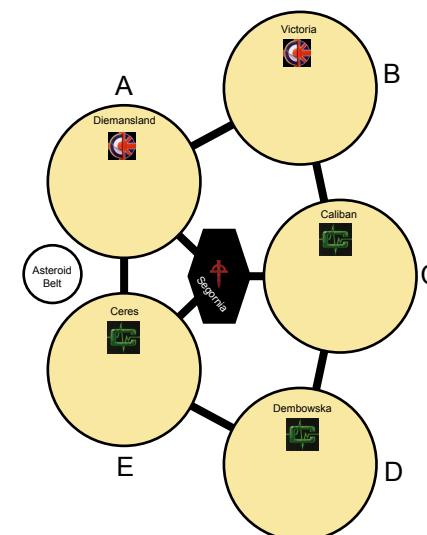 Victoria
B
A
Diemansland
Caliban
C
Segornia
Asteroid
Belt
Ceres
Dembowska
E
D